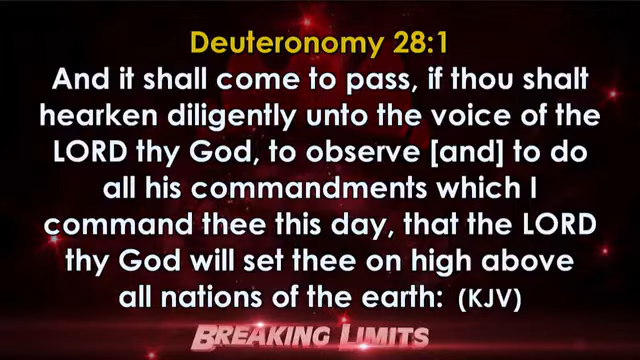 Deuteronomy 28:1
And it shall come to pass, if thou shalt
hearken diligently unto the voice of the
LORD thy God, to observe [and] to do
all his commandments which I
command thee this day, that the LORD
thy God will set thee on high above
all nations of the earth: (KJV)
BREAKING LIMITS